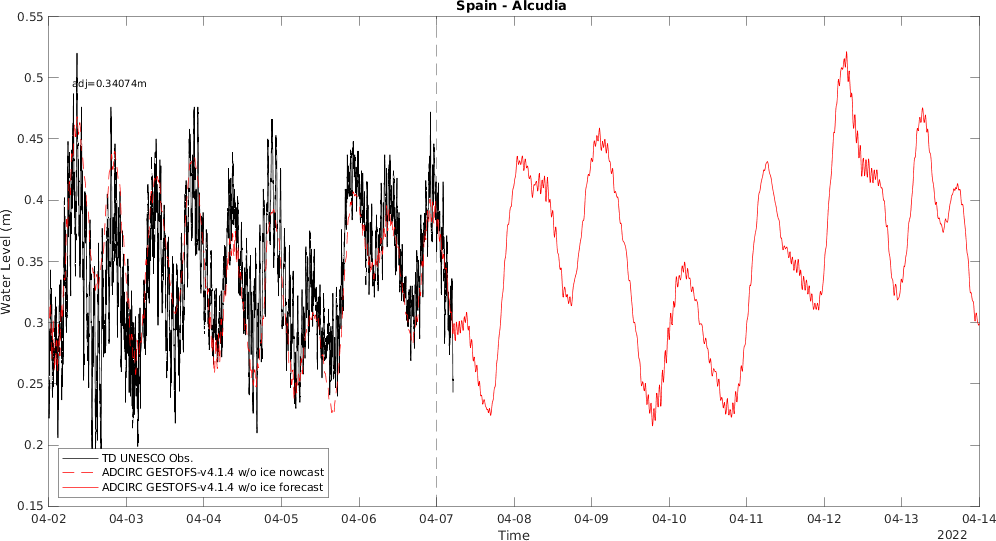 Spain - Alcudia
0.55
0.5
0.45
0.4
0.35
0.3
0.25
0.2
0.15
Water Level (m)
adj=0.34074m
TD UNESCO Obs.
ADCIRC GESTOFS-v4.1.4 w/o ice nowcast
ADCIRC GESTOFS-v4.1.4 w/o ice forecast
04-02 04-03 04-04 04-05 04-06 04-07 04-08 04-09 04-10 04-11 04-12 04-13 04-14
Time
2022